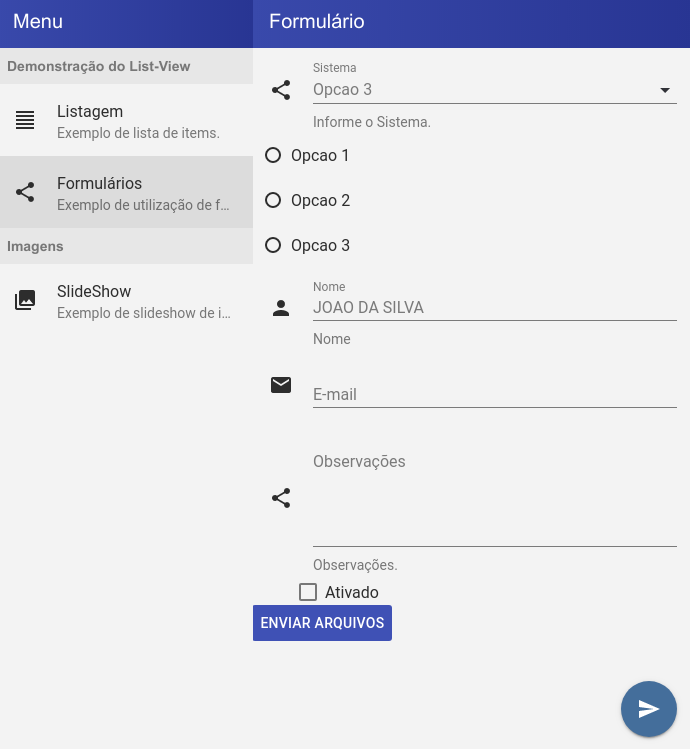 Menu
Demonstração do List-View
Listagem
Exemplo de lista de items.
Formulários
Exemplo de utilização de f...
Imagens
SlideShow
Exemplo de slideshow de i...
Formulário
Sistema
Opcao 3
Informe o Sistema.
Opcao 1
Opcao 2
Opcao 3
Nome
JOAO DA SILVA
Nome
E-mail
Observações
Observações.
Ativado
ENVIAR ARQUIVOS